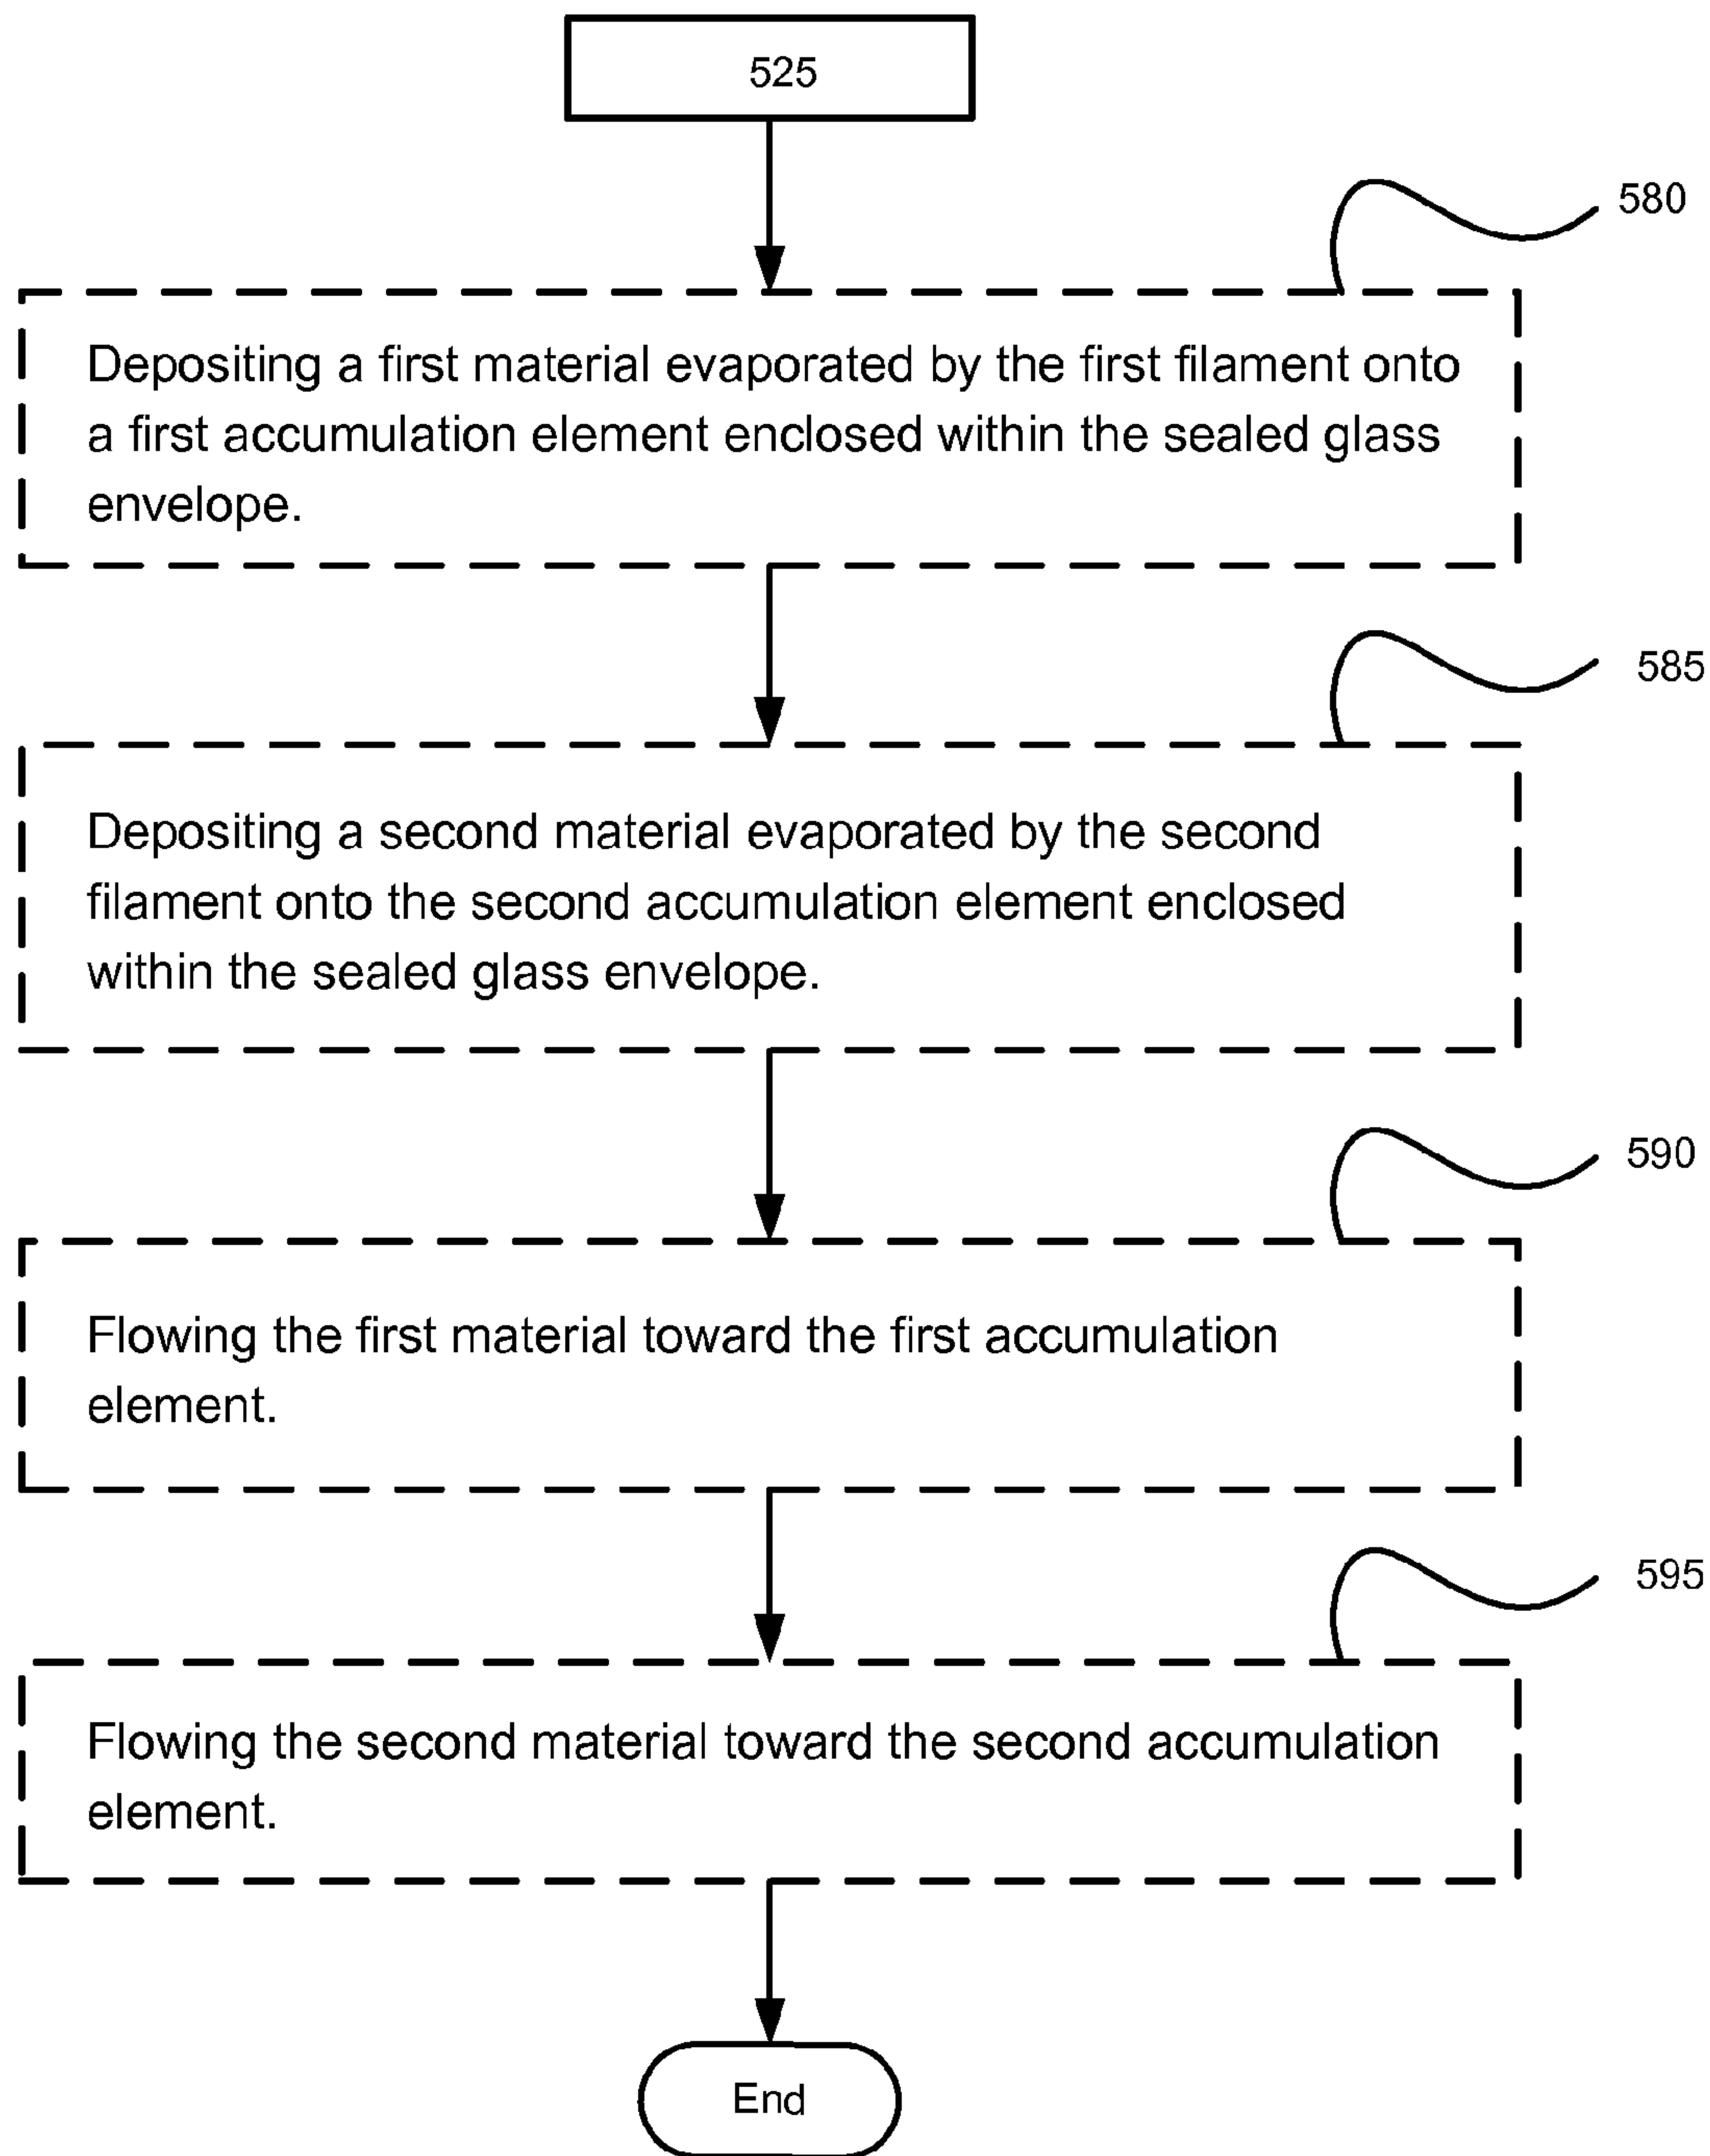 525
580
Depositing a first material evaporated by the first filament onto
a first accumulation element enclosed within the sealed glass
envelope.
585
Depositing a second material evaporated by the second
filament onto the second accumulation element enclosed
within the sealed glass envelope.
590
Flowing the first material toward the first accumulation
element.
595
Flowing the second material toward the second accumulation
element.
End